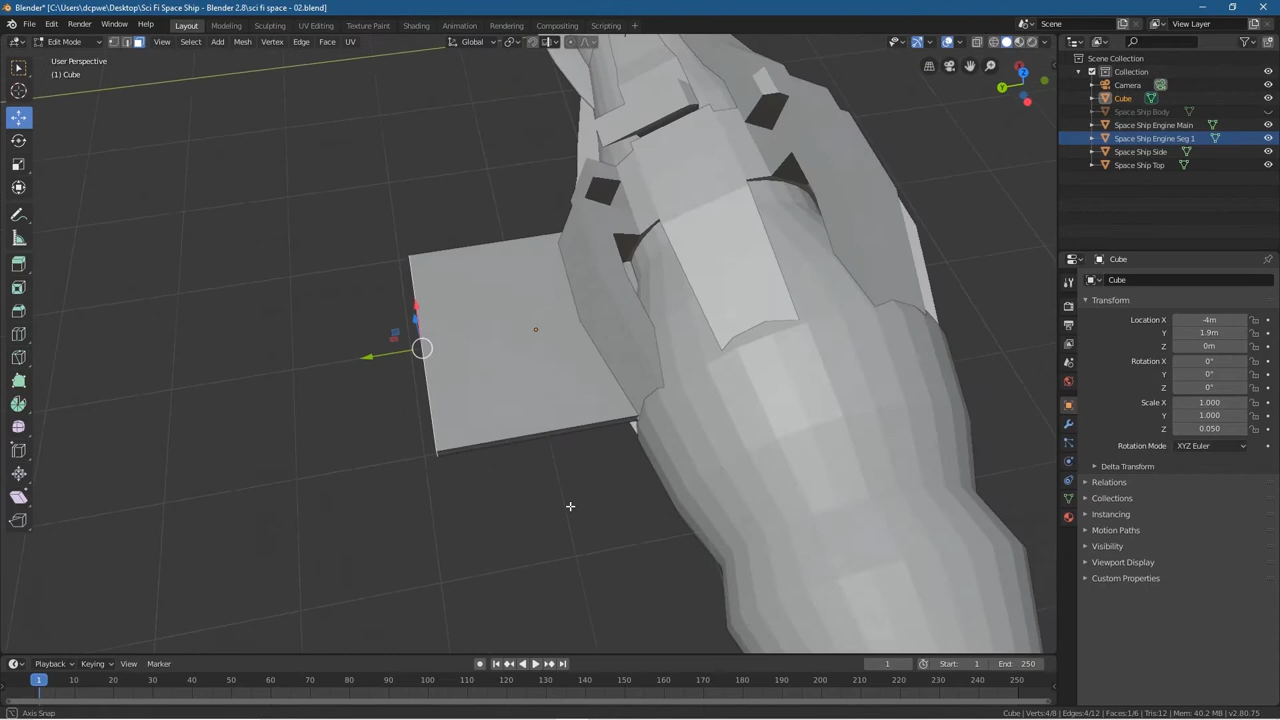 Blender* [C:\Users\dcpwe\Desktop\Sci Fi Space Ship - Blender 2.8\sci fi space - 02.blend]
File Edit Render Window Help Layout Modeling Sculpting UV Editing Texture Paint Shading Animation Rendering Compositing Scripting + Scene View Layer
Edit Mode View Select Add Mesh Vertex Edge Face UV Global
User Perspective
(1) Cube
Z
Y
Scene Collection
Collection
Camera
Cube
Space Ship Body
Space Ship Engine Main
Space Ship Engine Seg 1
Space Ship Side
Space Ship Top
Cube
Cube
Transform
Location X -4m
Y 1.9m
Z 0m
Rotation X 0°
Y 0°
Z 0°
Scale X 1.000
Y 1.000
Z 0.050
Rotation Mode XYZ Euler
Delta Transform
Relations
Collections
Instancing
Motion Paths
Visibility
Viewport Display
Custom Properties
Playback Keying View Marker 1 Start: 1 End: 250
1 10 20 30 40 50 60 70 80 90 100 110 120 130 140 150 160 170 180 190 200 210 220 230 240 250
Axis Snap Cube | Verts:4/8 | Edges:4/12 | Faces:1/6 | Tris:12 | Mem: 40.2 MB | v2.80.75